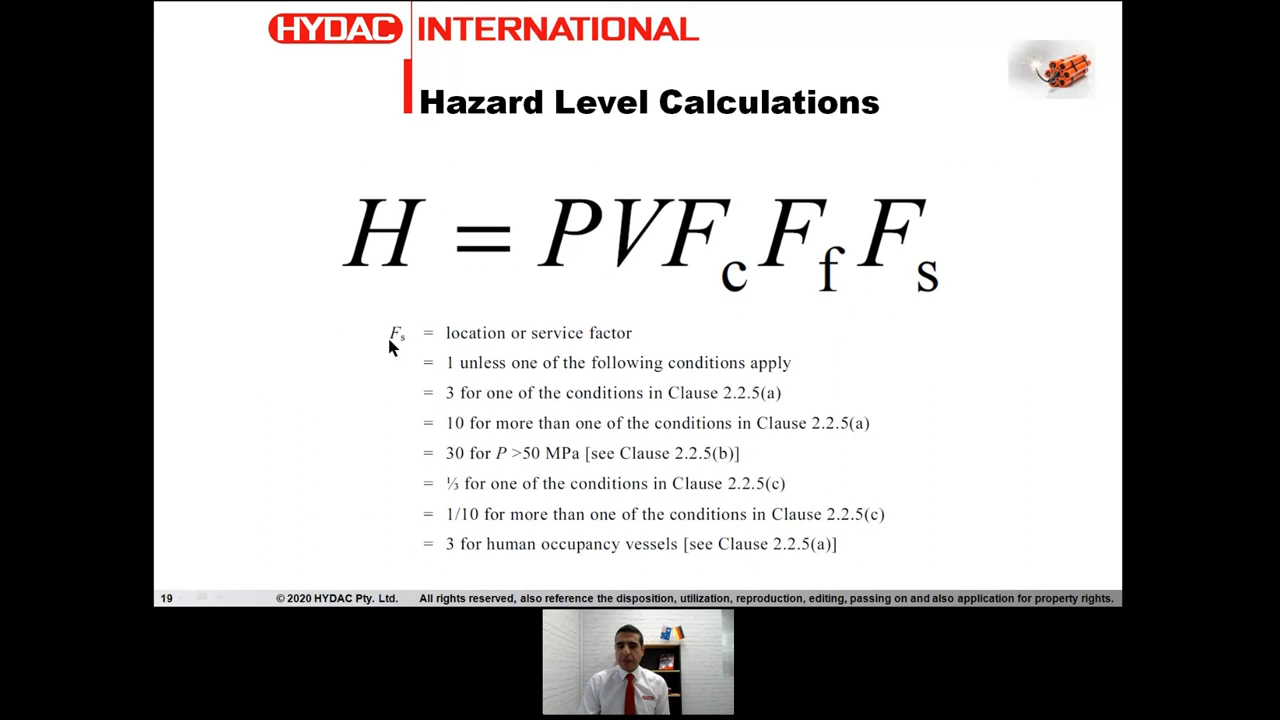 HYDAC INTERNATIONAL
Hazard Level Calculations
H = PVFcFfFs
Fs = location or service factor
= 1 unless one of the following conditions apply
= 3 for one of the conditions in Clause 2.2.5(a)
= 10 for more than one of the conditions in Clause 2.2.5(a)
= 30 for P >50 MPa [see Clause 2.2.5(b)]
= ⅓ for one of the conditions in Clause 2.2.5(c)
= 1/10 for more than one of the conditions in Clause 2.2.5(c)
= 3 for human occupancy vessels [see Clause 2.2.5(a)]
19 © 2020 HYDAC Pty. Ltd. All rights reserved, also reference the disposition, utilization, reproduction, editing, passing on and also application for property rights.